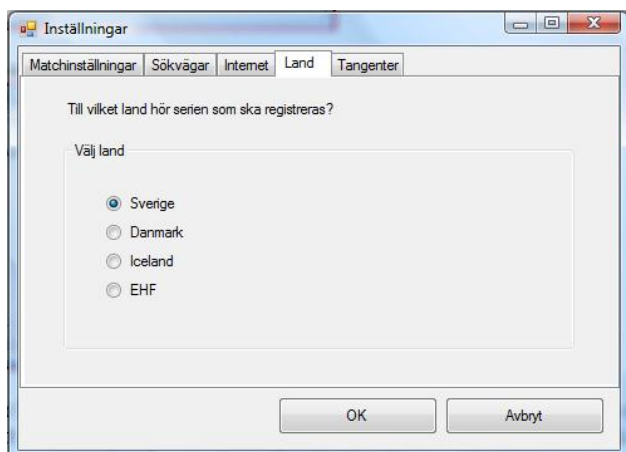 Inställningar
Matchinställningar Sökvägar Internet Land Tangenter
Till vilket land hör serien som ska registreras?
Välj land
Sverige
Danmark
Iceland
EHF
OK Avbryt